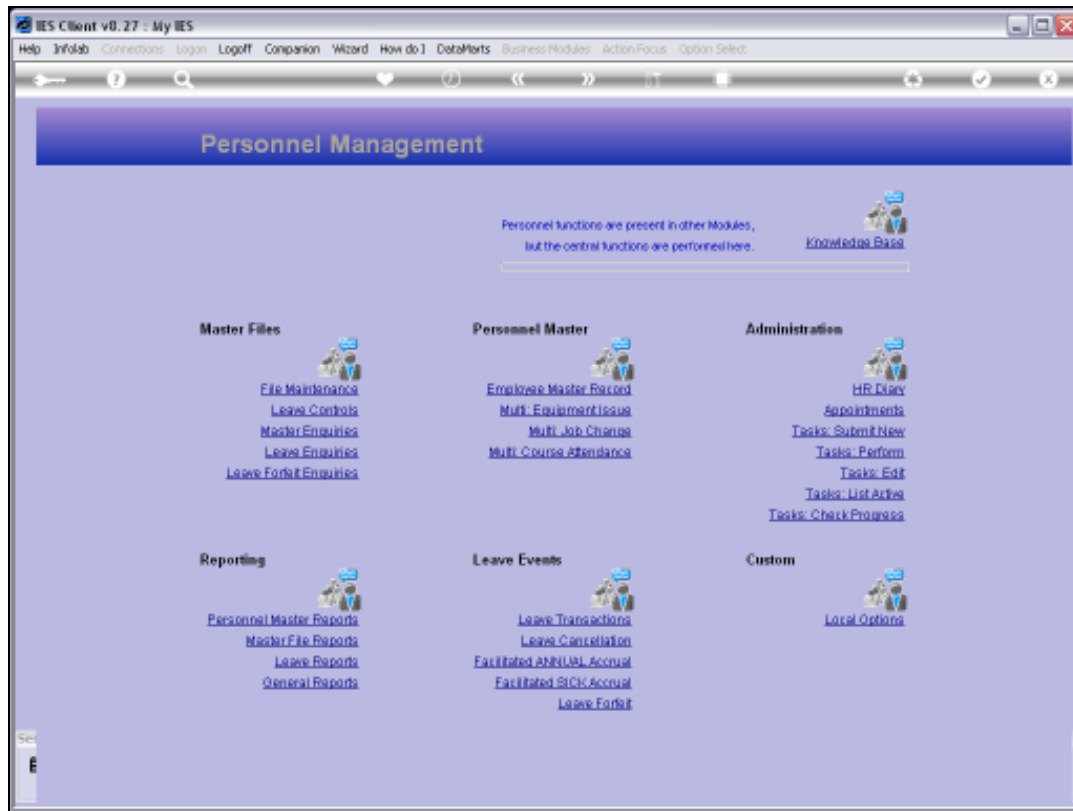 IES Client v8.27 : My IES
Help Infolab Connections Logon Logoff Companion Wizard How do I DataMarts Business Modules Action Focus Option Select
Personnel Management
Personnel functions are present in other Modules,
but the central functions are performed here.
Knowledge Base
Master Files
File Maintenance
Leave Controls
Master Enquiries
Leave Enquiries
Leave Forfeit Enquiries
Personnel Master
Employee Master Record
Multi: Equipment Issue
Multi: Job Change
Multi: Course Attendance
Administration
HR Diary
Appointments
Tasks: Submit New
Tasks: Perform
Tasks: Edit
Tasks: List Active
Tasks: Check Progress
Reporting
Personnel Master Reports
Master File Reports
Leave Reports
General Reports
Leave Events
Leave Transactions
Leave Cancellation
Facilitated ANNUAL Accrual
Facilitated SICK Accrual
Leave Forfeit
Custom
Local Options